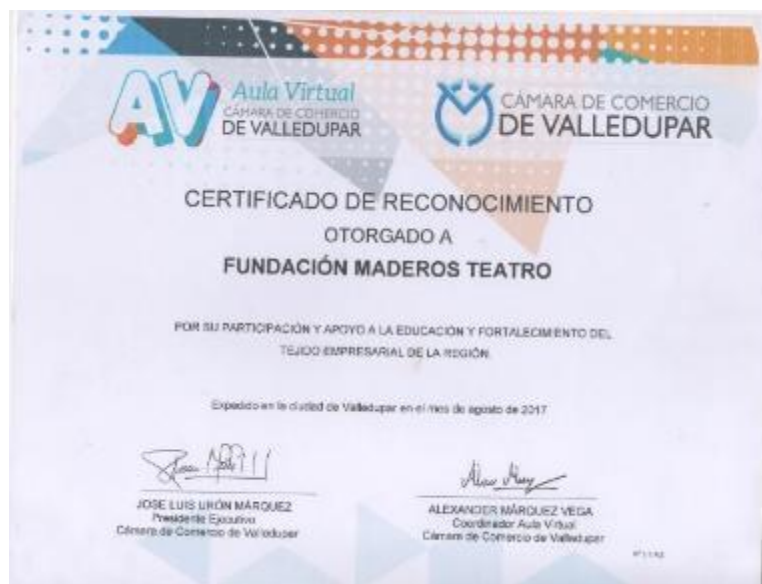 AV Aula Virtual
CÁMARA DE COMERCIO
DE VALLEDUPAR
CÁMARA DE COMERCIO
DE VALLEDUPAR
CERTIFICADO DE RECONOCIMIENTO
OTORGADO A
FUNDACIÓN MADEROS TEATRO
POR SU PARTICIPACIÓN Y APOYO A LA EDUCACIÓN Y FORTALECIMIENTO DEL
TEJIDO EMPRESARIAL DE LA REGIÓN.
Expedido en la ciudad de Valledupar en el mes de agosto de 2017
JOSE LUIS URÓN MÁRQUEZ
Presidente Ejecutivo
Cámara de Comercio de Valledupar
ALEXANDER MÁRQUEZ VEGA
Coordinador Aula Virtual
Cámara de Comercio de Valledupar